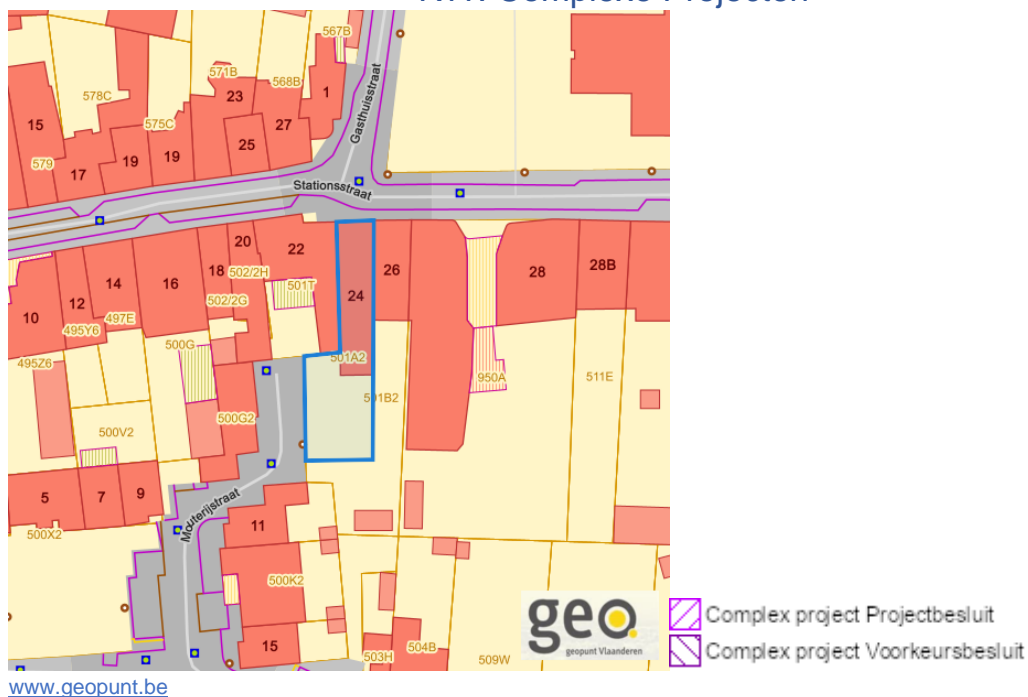 567B
571B
568B
578C
23
1
15
575C
27
Gasthuisstraat
25
19
19
579
17
Stationsstraat
20
22
18
502/2H
26
14
16
501T
28
28B
24
12
502/2G
10
497E
495Y6
500G
501A2
495Z6
950A
511E
501B2
500G2
500V2
5
7
9
Mouterijstraat
11
500X2
500K2
15
503H
504B
509W
geo.
geopunt Vlaanderen
Complex project Projectbesluit
Complex project Voorkeursbesluit
www.geopunt.be